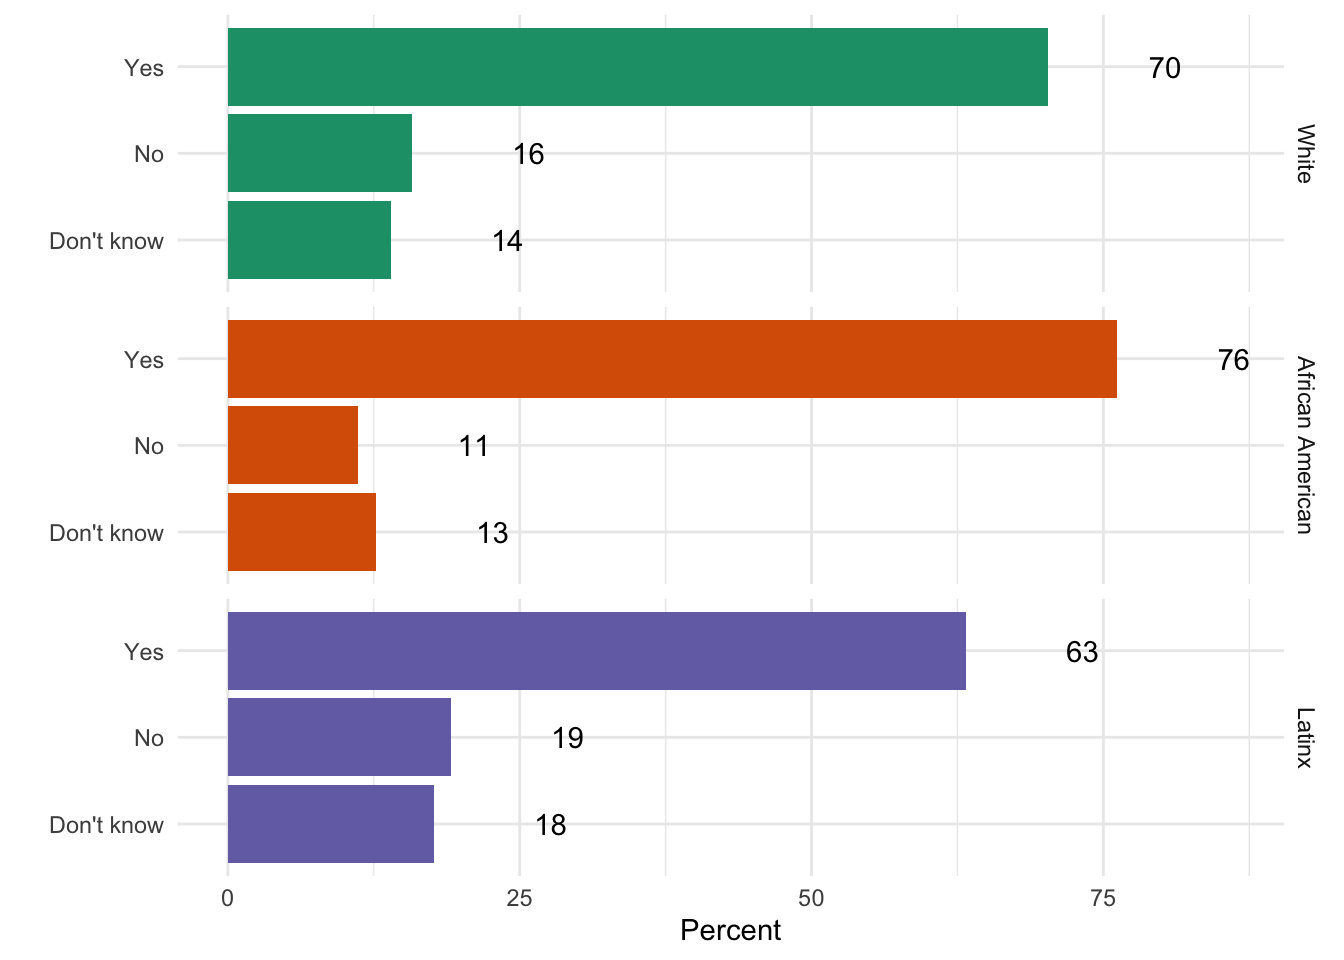 Yes 70
No 16
Don't know 14
White
Yes 76
No 11
Don't know 13
African American
Yes 63
No 19
Don't know 18
Latinx
0 25 50 75
Percent